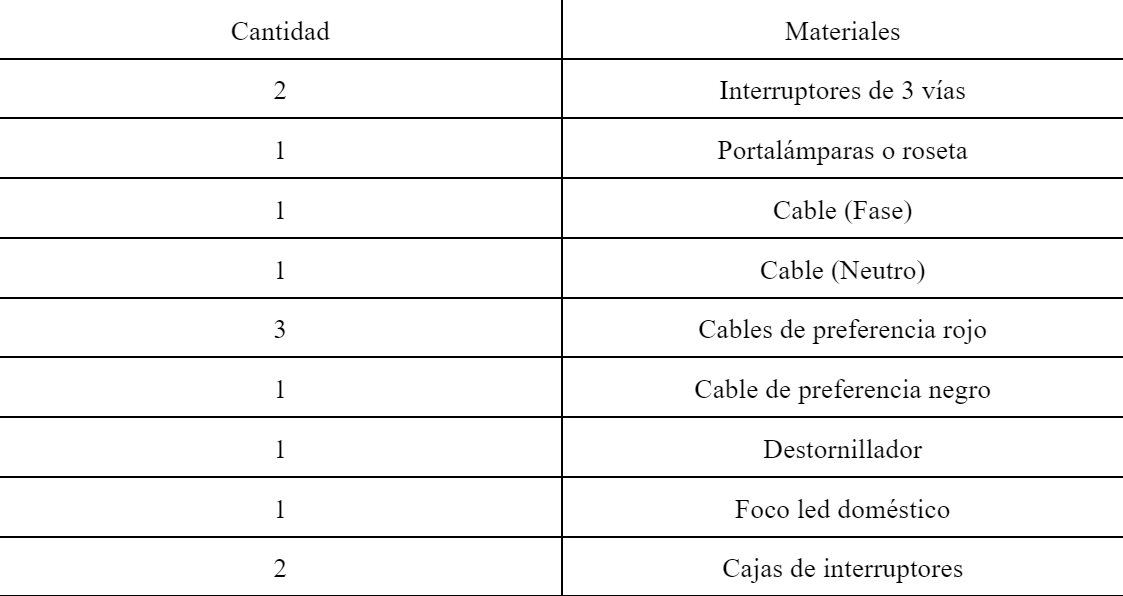 Cantidad Materiales
2 Interruptores de 3 vías
1 Portalámparas o roseta
1 Cable (Fase)
1 Cable (Neutro)
3 Cables de preferencia rojo
1 Cable de preferencia negro
1 Destornillador
1 Foco led doméstico
2 Cajas de interruptores